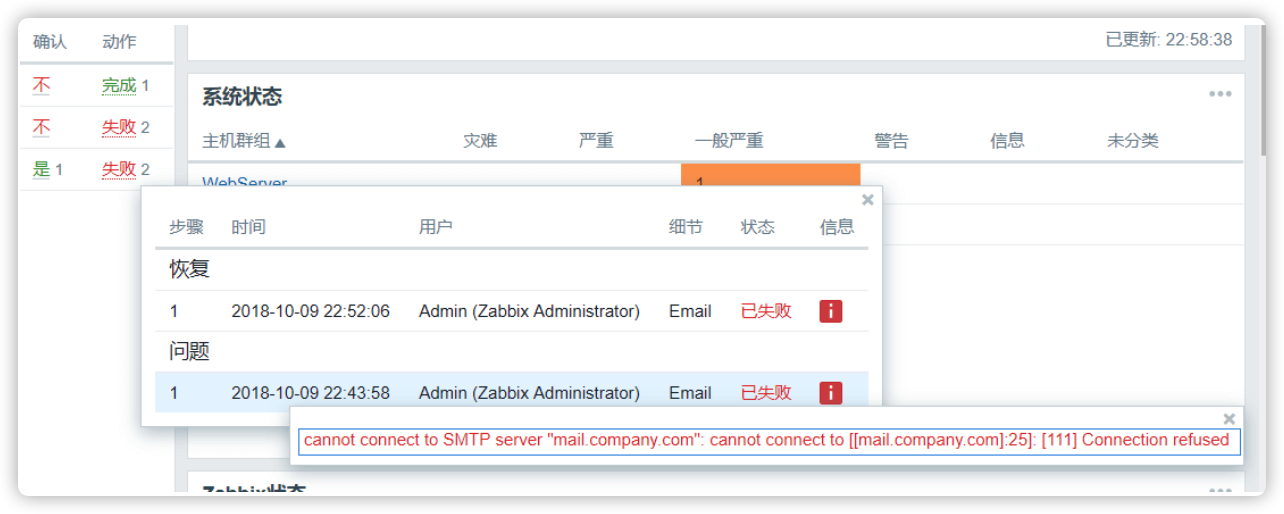 确认 动作
已更新: 22:58:38
不 完成 1
不 失败 2
是 1 失败 2
系统状态
主机群组▲ 灾难 严重 一般严重 警告 信息 未分类
WebServer 1
步骤 时间 用户 细节 状态 信息
恢复
1 2018-10-09 22:52:06 Admin (Zabbix Administrator) Email 已失败 i
问题
1 2018-10-09 22:43:58 Admin (Zabbix Administrator) Email 已失败 i
cannot connect to SMTP server "mail.company.com": cannot connect to [[mail.company.com]:25]: [111] Connection refused
Zabbix状态